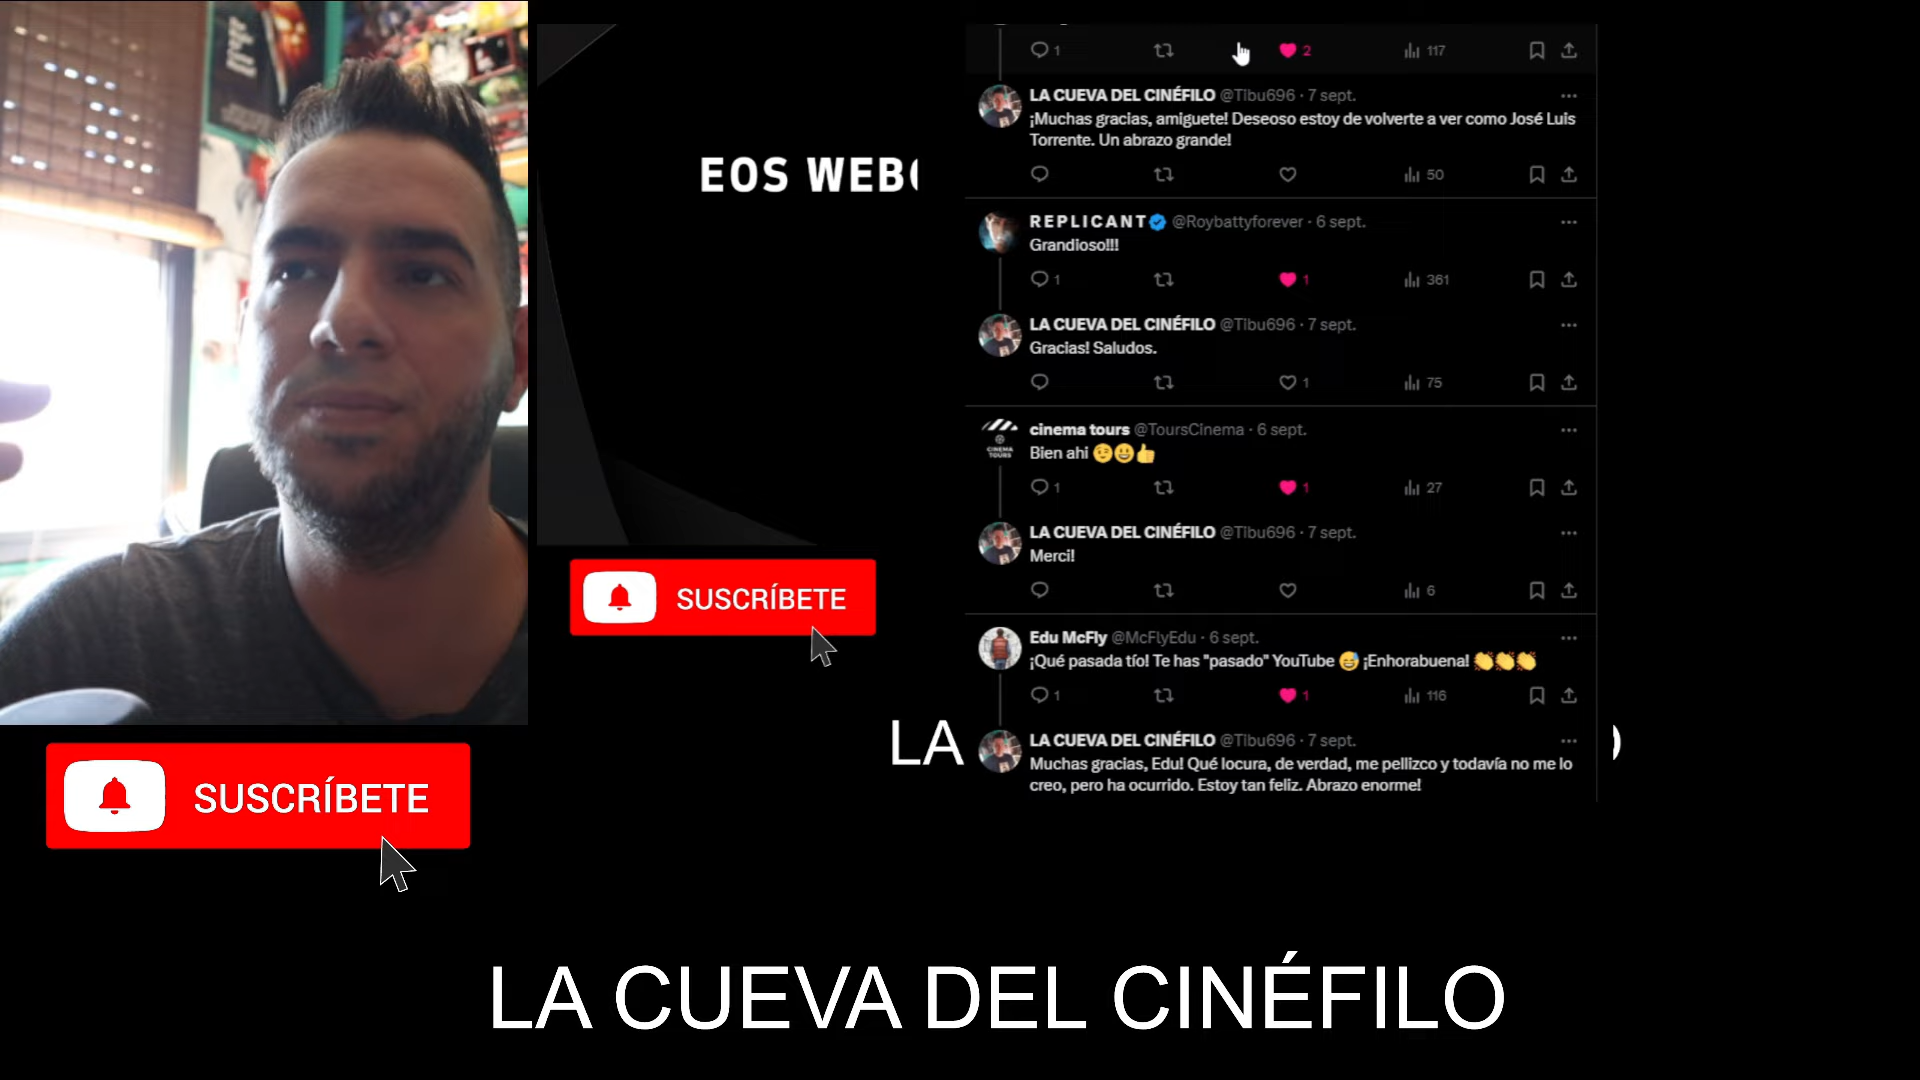 EOS WEBC
SUSCRÍBETE
SUSCRÍBETE
1 2 117
LA CUEVA DEL CINÉFILO @Tibu696 · 7 sept.
¡Muchas gracias, amiguete! Deseoso estoy de volverte a ver como José Luis
Torrente. Un abrazo grande!
50
REPLICANT @Roybattyforever · 6 sept.
Grandioso!!!
1 1 361
LA CUEVA DEL CINÉFILO @Tibu696 · 7 sept.
Gracias! Saludos.
1 75
CINEMA
TOURS
cinema tours @ToursCinema · 6 sept.
Bien ahi 😉😀👍
1 1 27
LA CUEVA DEL CINÉFILO @Tibu696 · 7 sept.
Merci!
6
Edu McFly @McFlyEdu · 6 sept.
¡Qué pasada tío! Te has "pasado" YouTube 😅 ¡Enhorabuena! 👏👏👏
1 1 116
LA CUEVA DEL CINÉFILO @Tibu696 · 7 sept.
Muchas gracias, Edu! Qué locura, de verdad, me pellizco y todavía no me lo
creo, pero ha ocurrido. Estoy tan feliz. Abrazo enorme!
LA
LA CUEVA DEL CINÉFILO